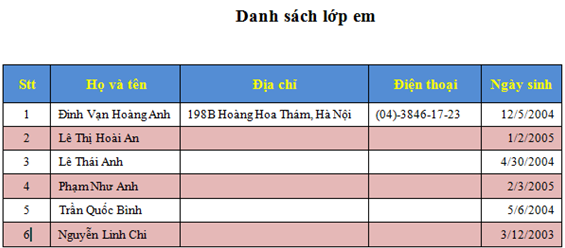 Danh sách lớp em
Stt Họ và tên Địa chỉ Điện thoại Ngày sinh
1 Đinh Vạn Hoàng Anh 198B Hoàng Hoa Thám, Hà Nội (04)-3846-17-23 12/5/2004
2 Lê Thị Hoài An 1/2/2005
3 Lê Thái Anh 4/30/2004
4 Phạm Như Anh 2/3/2005
5 Trần Quốc Bình 5/6/2004
6 Nguyễn Linh Chi 3/12/2003